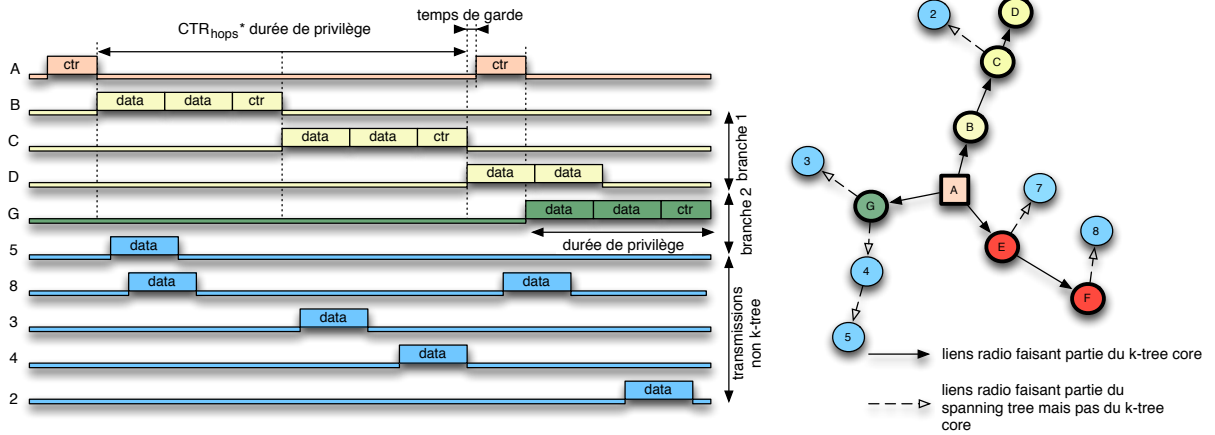 temps de garde
CTRhops* durée de privilège
A ctr ctr
B data data ctr
C data data ctr
D data data
G data data ctr
durée de privilège
5 data
8 data data
3 data
4 data
2 data
branche 1
branche 2
transmissions
non k-tree
D
2
C
B
3
A
7
G
E
8
4
F
5
liens radio faisant partie du k-tree core
liens radio faisant partie du
spanning tree mais pas du k-tree
core